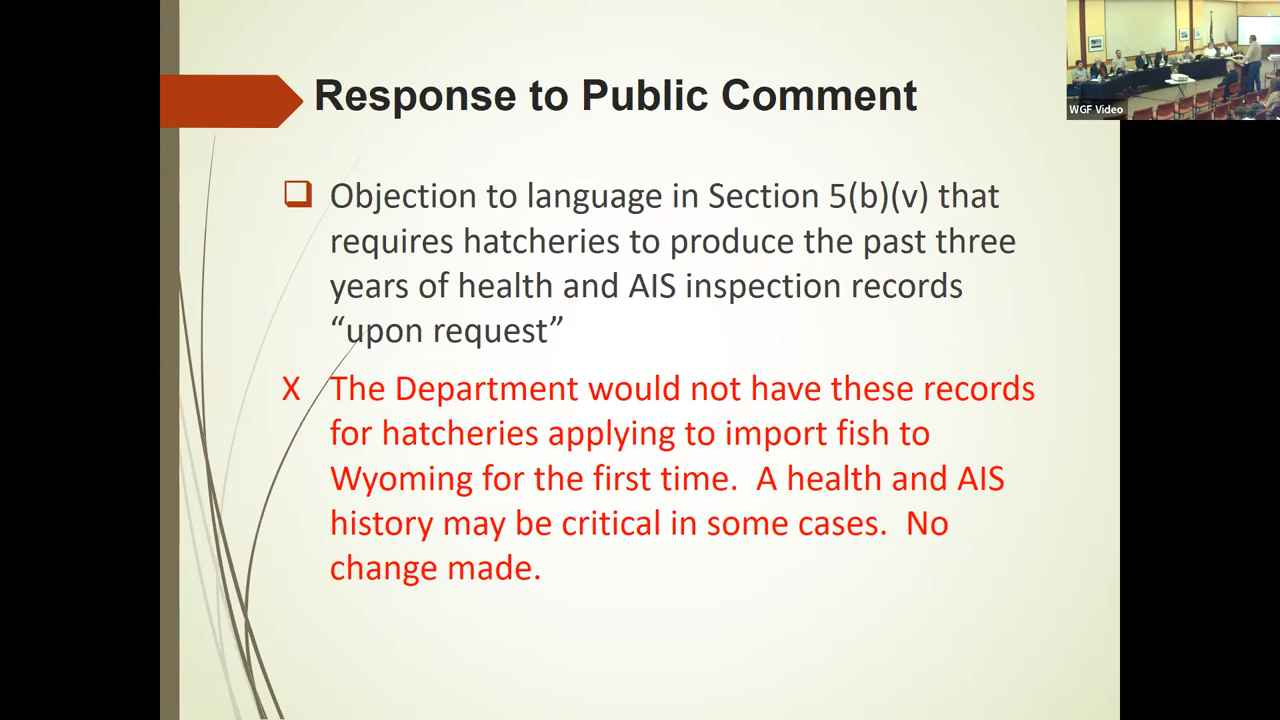 Response to Public Comment
WGF Video
Objection to language in Section 5(b)(v) that
requires hatcheries to produce the past three
years of health and AIS inspection records
“upon request”
X The Department would not have these records
for hatcheries applying to import fish to
Wyoming for the first time. A health and AIS
history may be critical in some cases. No
change made.